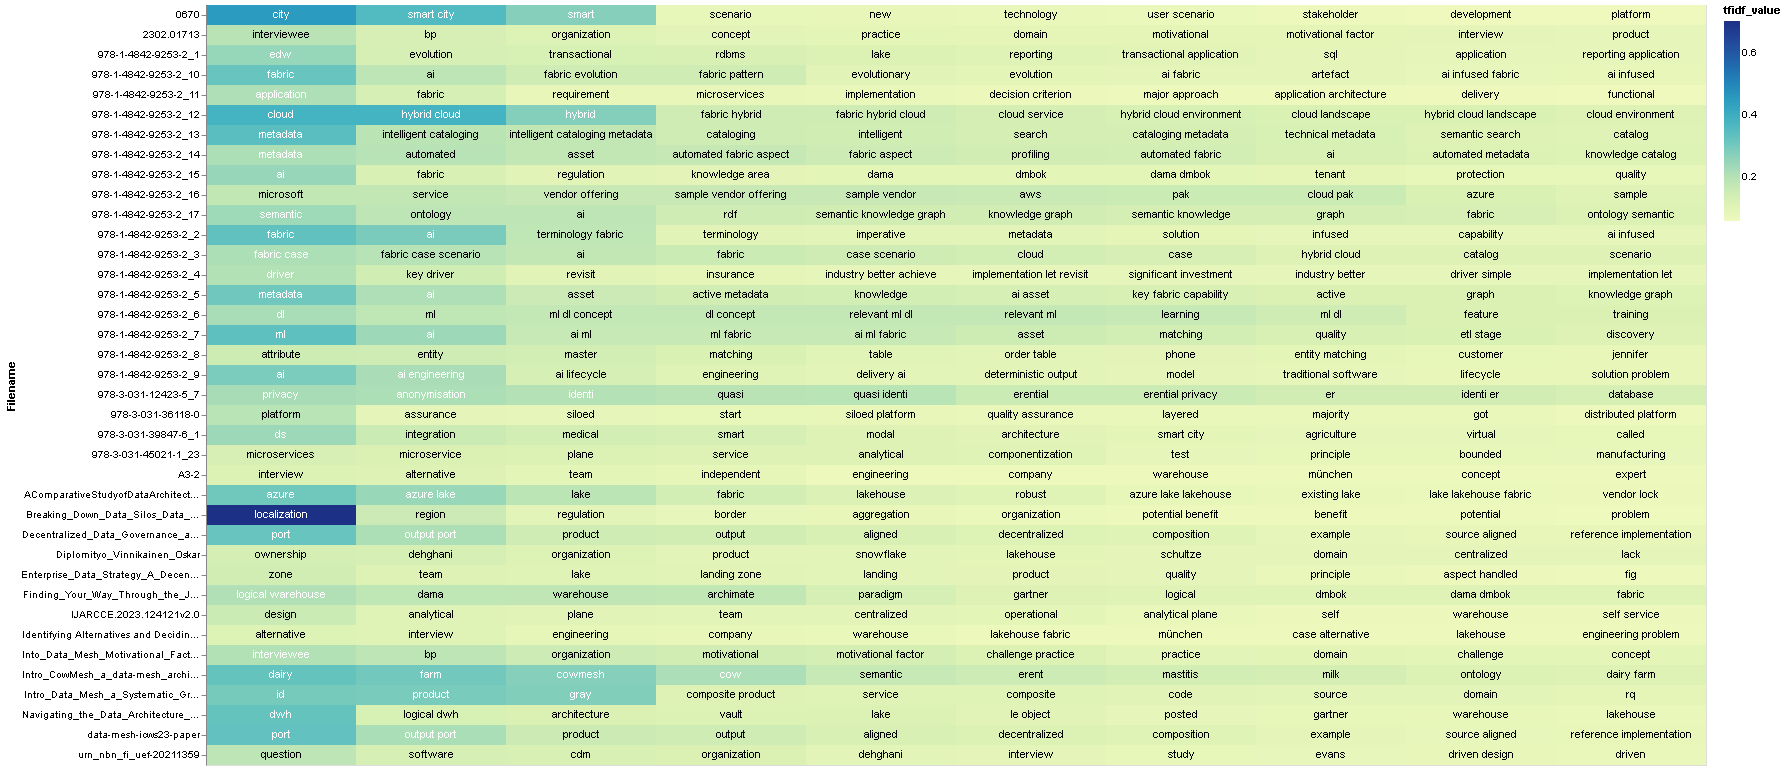 tfidf_value
0670 city smart city smart scenario new technology user scenario stakeholder development platform
2302.01713 interviewee bp organization concept practice domain motivational motivational factor interview product
978-1-4842-9253-2_1 edw evolution transactional rdbms lake reporting transactional application sql application reporting application
0.6
978-1-4842-9253-2_10 fabric ai fabric evolution fabric pattern evolutionary evolution ai fabric artefact ai infused fabric ai infused
978-1-4842-9253-2_11 application fabric requirement microservices implementation decision criterion major approach application architecture delivery functional
978-1-4842-9253-2_12 cloud hybrid cloud hybrid fabric hybrid fabric hybrid cloud cloud service hybrid cloud environment cloud landscape hybrid cloud landscape cloud environment
0.4
978-1-4842-9253-2_13 metadata intelligent cataloging intelligent cataloging metadata cataloging intelligent search cataloging metadata technical metadata semantic search catalog
978-1-4842-9253-2_14 metadata automated asset automated fabric aspect fabric aspect profiling automated fabric ai automated metadata knowledge catalog
978-1-4842-9253-2_15 ai fabric regulation knowledge area dama dmbok dama dmbok tenant protection quality
0.2
978-1-4842-9253-2_16 microsoft service vendor offering sample vendor offering sample vendor aws pak cloud pak azure sample
978-1-4842-9253-2_17 semantic ontology ai rdf semantic knowledge graph knowledge graph semantic knowledge graph fabric ontology semantic
978-1-4842-9253-2_2 fabric ai terminology fabric terminology imperative metadata solution infused capability ai infused
978-1-4842-9253-2_3 fabric case fabric case scenario ai fabric case scenario cloud case hybrid cloud catalog scenario
978-1-4842-9253-2_4 driver key driver revisit insurance industry better achieve implementation let revisit significant investment industry better driver simple implementation let
978-1-4842-9253-2_5 metadata ai asset active metadata knowledge ai asset key fabric capability active graph knowledge graph
978-1-4842-9253-2_6 dl ml ml dl concept dl concept relevant ml dl relevant ml learning ml dl feature training
978-1-4842-9253-2_7 ml ai ai ml ml fabric ai ml fabric asset matching quality etl stage discovery
978-1-4842-9253-2_8 attribute entity master matching table order table phone entity matching customer jennifer
978-1-4842-9253-2_9 ai ai engineering ai lifecycle engineering delivery ai deterministic output model traditional software lifecycle solution problem
Filename
978-3-031-12423-5_7 privacy anonymisation identi quasi quasi identi erential erential privacy er identi er database
978-3-031-36118-0 platform assurance siloed start siloed platform quality assurance layered majority got distributed platform
978-3-031-39847-6_1 ds integration medical smart modal architecture smart city agriculture virtual called
978-3-031-45021-1_23 microservices microservice plane service analytical componentization test principle bounded manufacturing
A3-2 interview alternative team independent engineering company warehouse münchen concept expert
AComparativeStudyofDataArchitect... azure azure lake lake fabric lakehouse robust azure lake lakehouse existing lake lake lakehouse fabric vendor lock
Breaking_Down_Data_Silos_Data_... localization region regulation border aggregation organization potential benefit benefit potential problem
Decentralized_Data_Governance_a... port output port product output aligned decentralized composition example source aligned reference implementation
Diplomityo_Vinnikainen_Oskar ownership dehghani organization product snowflake lakehouse schultze domain centralized lack
Enterprise_Data_Strategy_A_Decen... zone team lake landing zone landing product quality principle aspect handled fig
Finding_Your_Way_Through_the_J... logical warehouse dama warehouse archimate paradigm gartner logical dmbok dama dmbok fabric
IJARCCE.2023.124121v2.0 design analytical plane team centralized operational analytical plane self warehouse self service
Identifying Alternatives and Decidin... alternative interview engineering company warehouse lakehouse fabric münchen case alternative lakehouse engineering problem
Into_Data_Mesh_Motivational_Fact... interviewee bp organization motivational motivational factor challenge practice practice domain challenge concept
Intro_CowMesh_a_data-mesh_archi... dairy farm cowmesh cow semantic erent mastitis milk ontology dairy farm
Intro_Data_Mesh_a_Systematic_Gr... id product gray composite product service composite code source domain rq
Navigating_the_Data_Architecture_... dwh logical dwh architecture vault lake le object posted gartner warehouse lakehouse
data-mesh-iows23-paper port output port product output aligned decentralized composition example source aligned reference implementation
urn_nbn_fi_uef-20211359 question software cdm organization dehghani interview study evans driven design driven